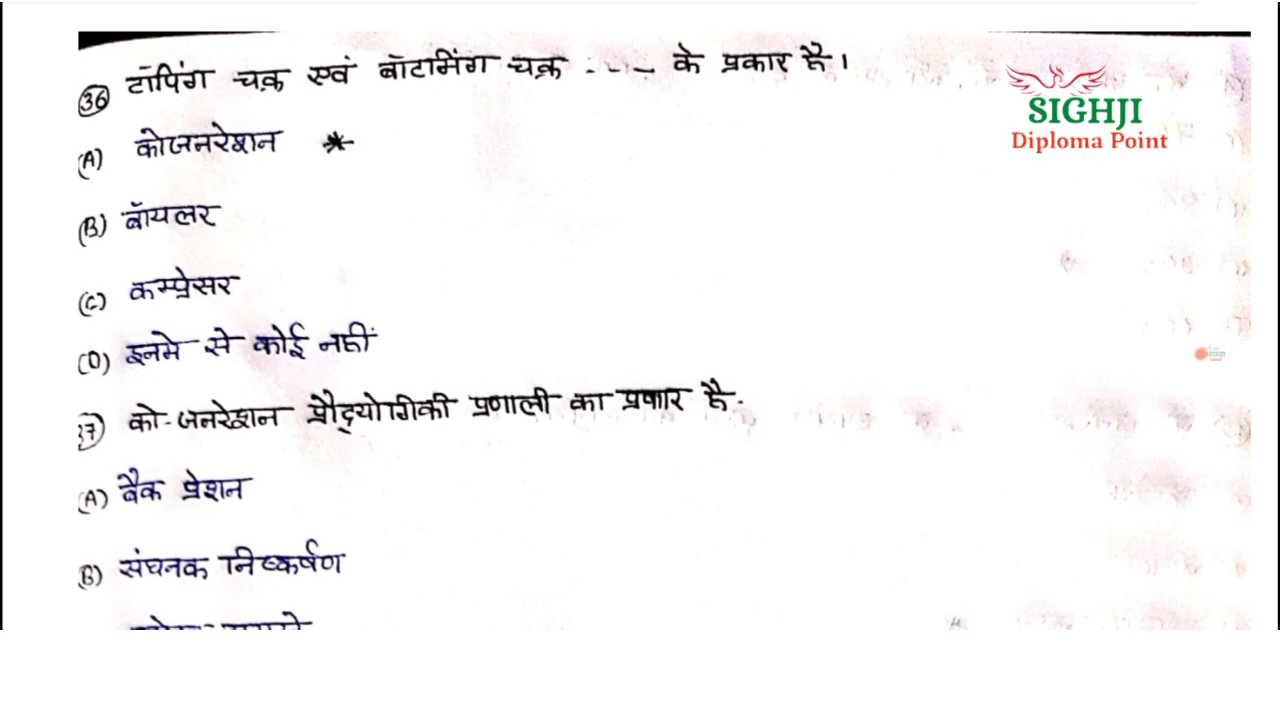 (36) टॉपिंग चक्र एवं बॉटमिंग चक्र ---- के प्रकार है।
SIGHJI
Diploma Point
(A) कोजनरेशन *
(B) बॉयलर
(C) कम्प्रेसर
(D) इनमे से कोई नहीं
37) को-जनरेशन प्रौद्योगिकी प्रणाली का प्रकार है-
(A) बैक प्रेशन
(B) संघनक निष्कर्षण